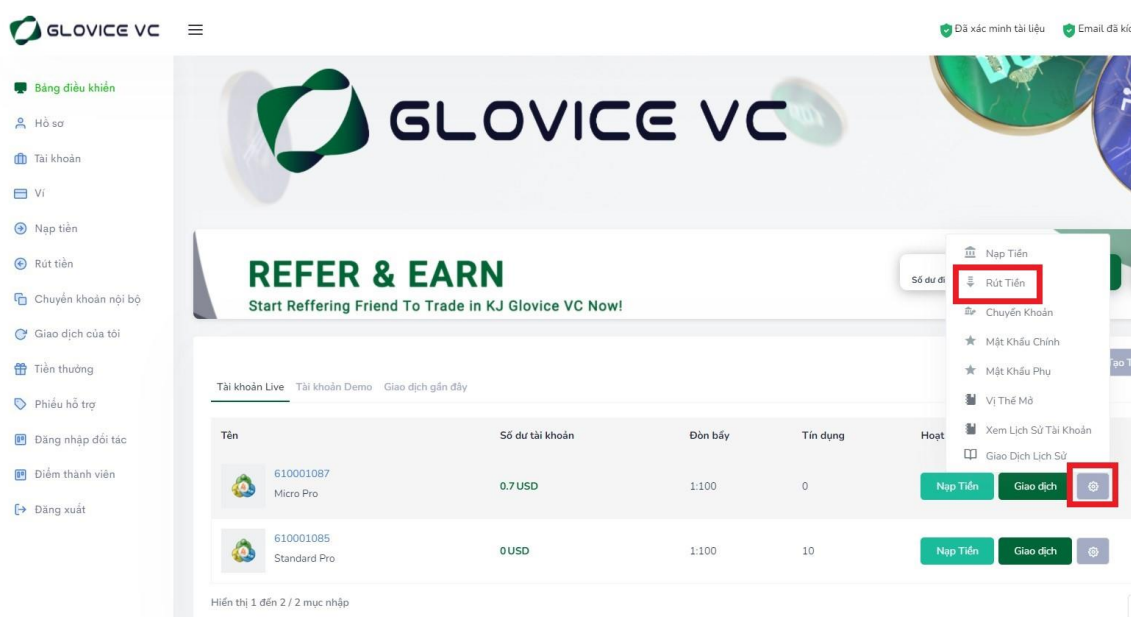 GLOVICE VC
Đã xác minh tài liệu
Email đã
Bảng điều khiển
Hồ sơ
Tài khoản
Ví
Nạp tiền
Rút tiền
Chuyển khoản nội bộ
Giao dịch của tôi
Tiền thưởng
Phiếu hỗ trợ
Đăng nhập đối tác
Điểm thành viên
Đăng xuất
GLOVICE VC
REFER & EARN
Start Reffering Friend To Trade in KJ Glovice VC Now!
Số dư
Nạp Tiền
Rút Tiền
Chuyển Khoản
Mật Khẩu Chính
Mật Khẩu Phụ
Vị Thế Mở
Xem Lịch Sử Tài Khoản
Giao Dịch Lịch Sử
Tài khoản Live Tài khoản Demo Giao dịch gần đây
Tên Số dư tài khoản Đòn bẩy Tín dụng Hoạt
610001087
Micro Pro 0.7 USD 1:100 0 Nạp Tiền Giao dịch
610001085
Standard Pro 0 USD 1:100 10 Nạp Tiền Giao dịch
Hiển thị 1 đến 2 / 2 mục nhập